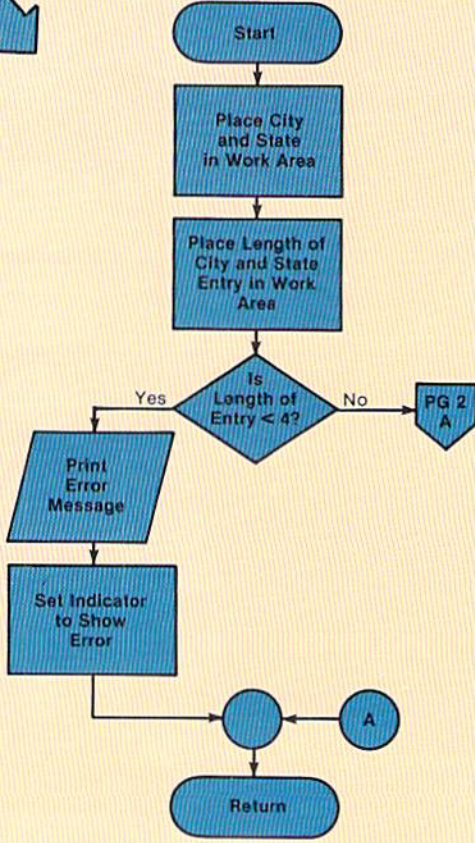 Start
Place City
and State
in Work Area
Place Length of
City and State
Entry in Work
Area
Is
Length of
Entry < 4?
Yes
No
PG 2
A
Print
Error
Message
Set Indicator
to Show
Error
A
Return